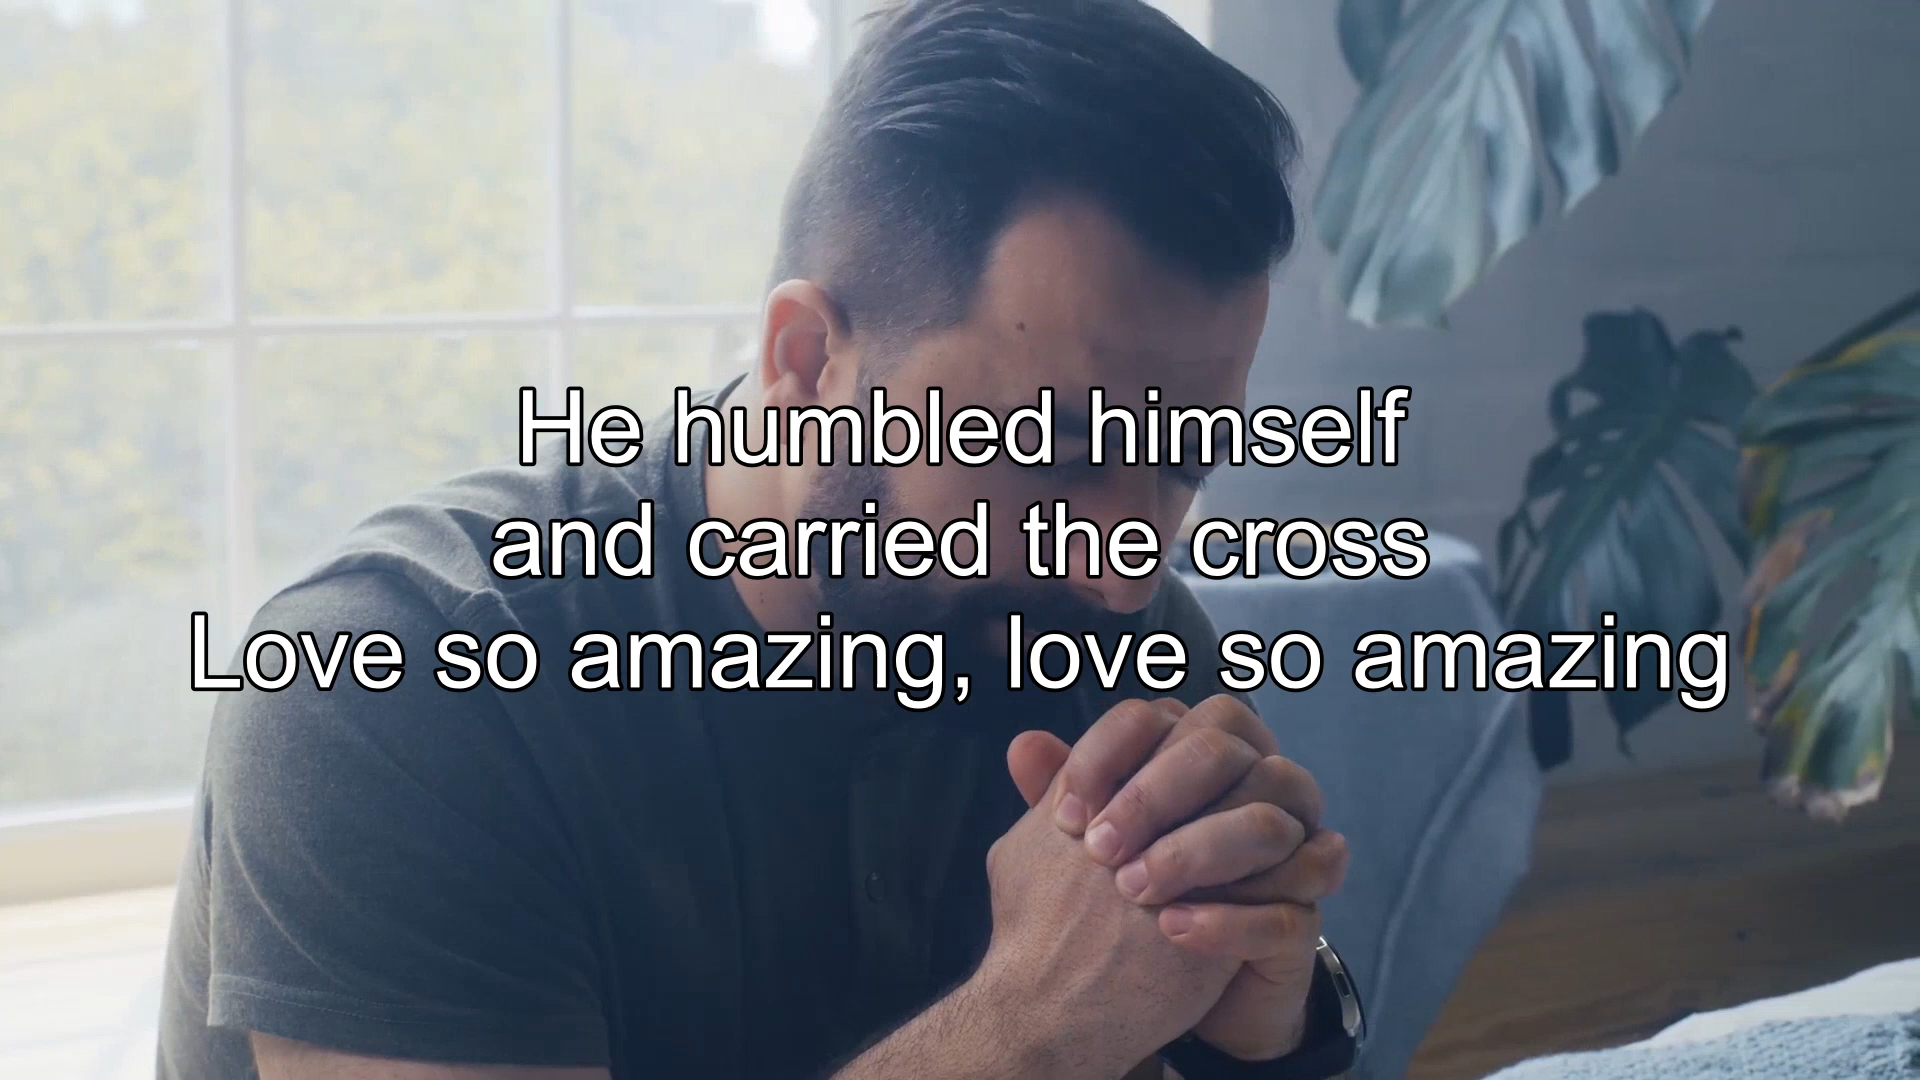 He humbled himself
and carried the cross
Love so amazing, love so amazing